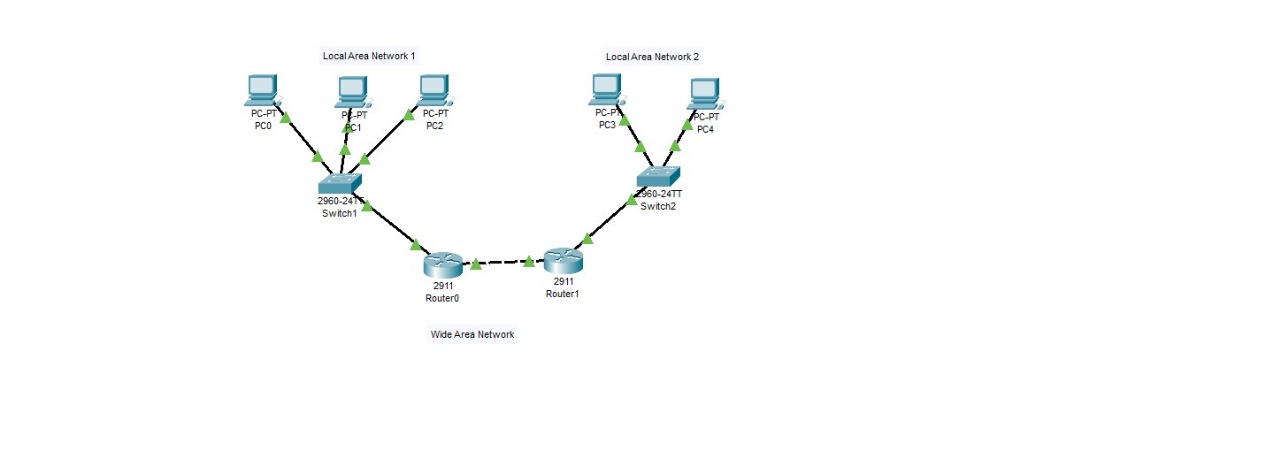 Local Area Network 1
Local Area Network 2
PC-PT
PC0
PC-PT
PC1
PC-PT
PC2
PC-PT
PC3
PC-PT
PC4
2960-24TT
Switch1
2960-24TT
Switch2
2911
Router0
2911
Router1
Wide Area Network